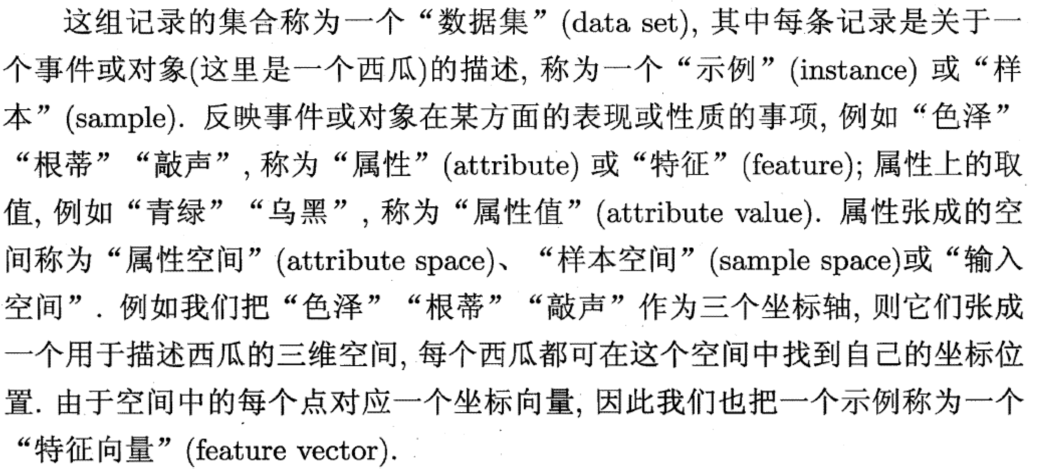 这组记录的集合称为一个“数据集”(data set), 其中每条记录是关于一
个事件或对象(这里是一个西瓜)的描述, 称为一个“示例”(instance) 或“样
本”(sample). 反映事件或对象在某方面的表现或性质的事项, 例如“色泽”
“根蒂”“敲声”, 称为“属性”(attribute) 或“特征”(feature); 属性上的取
值, 例如“青绿”“乌黑”, 称为“属性值”(attribute value). 属性张成的空
间称为“属性空间”(attribute space)、“样本空间”(sample space)或“输入
空间”. 例如我们把“色泽”“根蒂”“敲声”作为三个坐标轴, 则它们张成
一个用于描述西瓜的三维空间, 每个西瓜都可在这个空间中找到自己的坐标位
置. 由于空间中的每个点对应一个坐标向量, 因此我们也把一个示例称为一个
“特征向量”(feature vector).